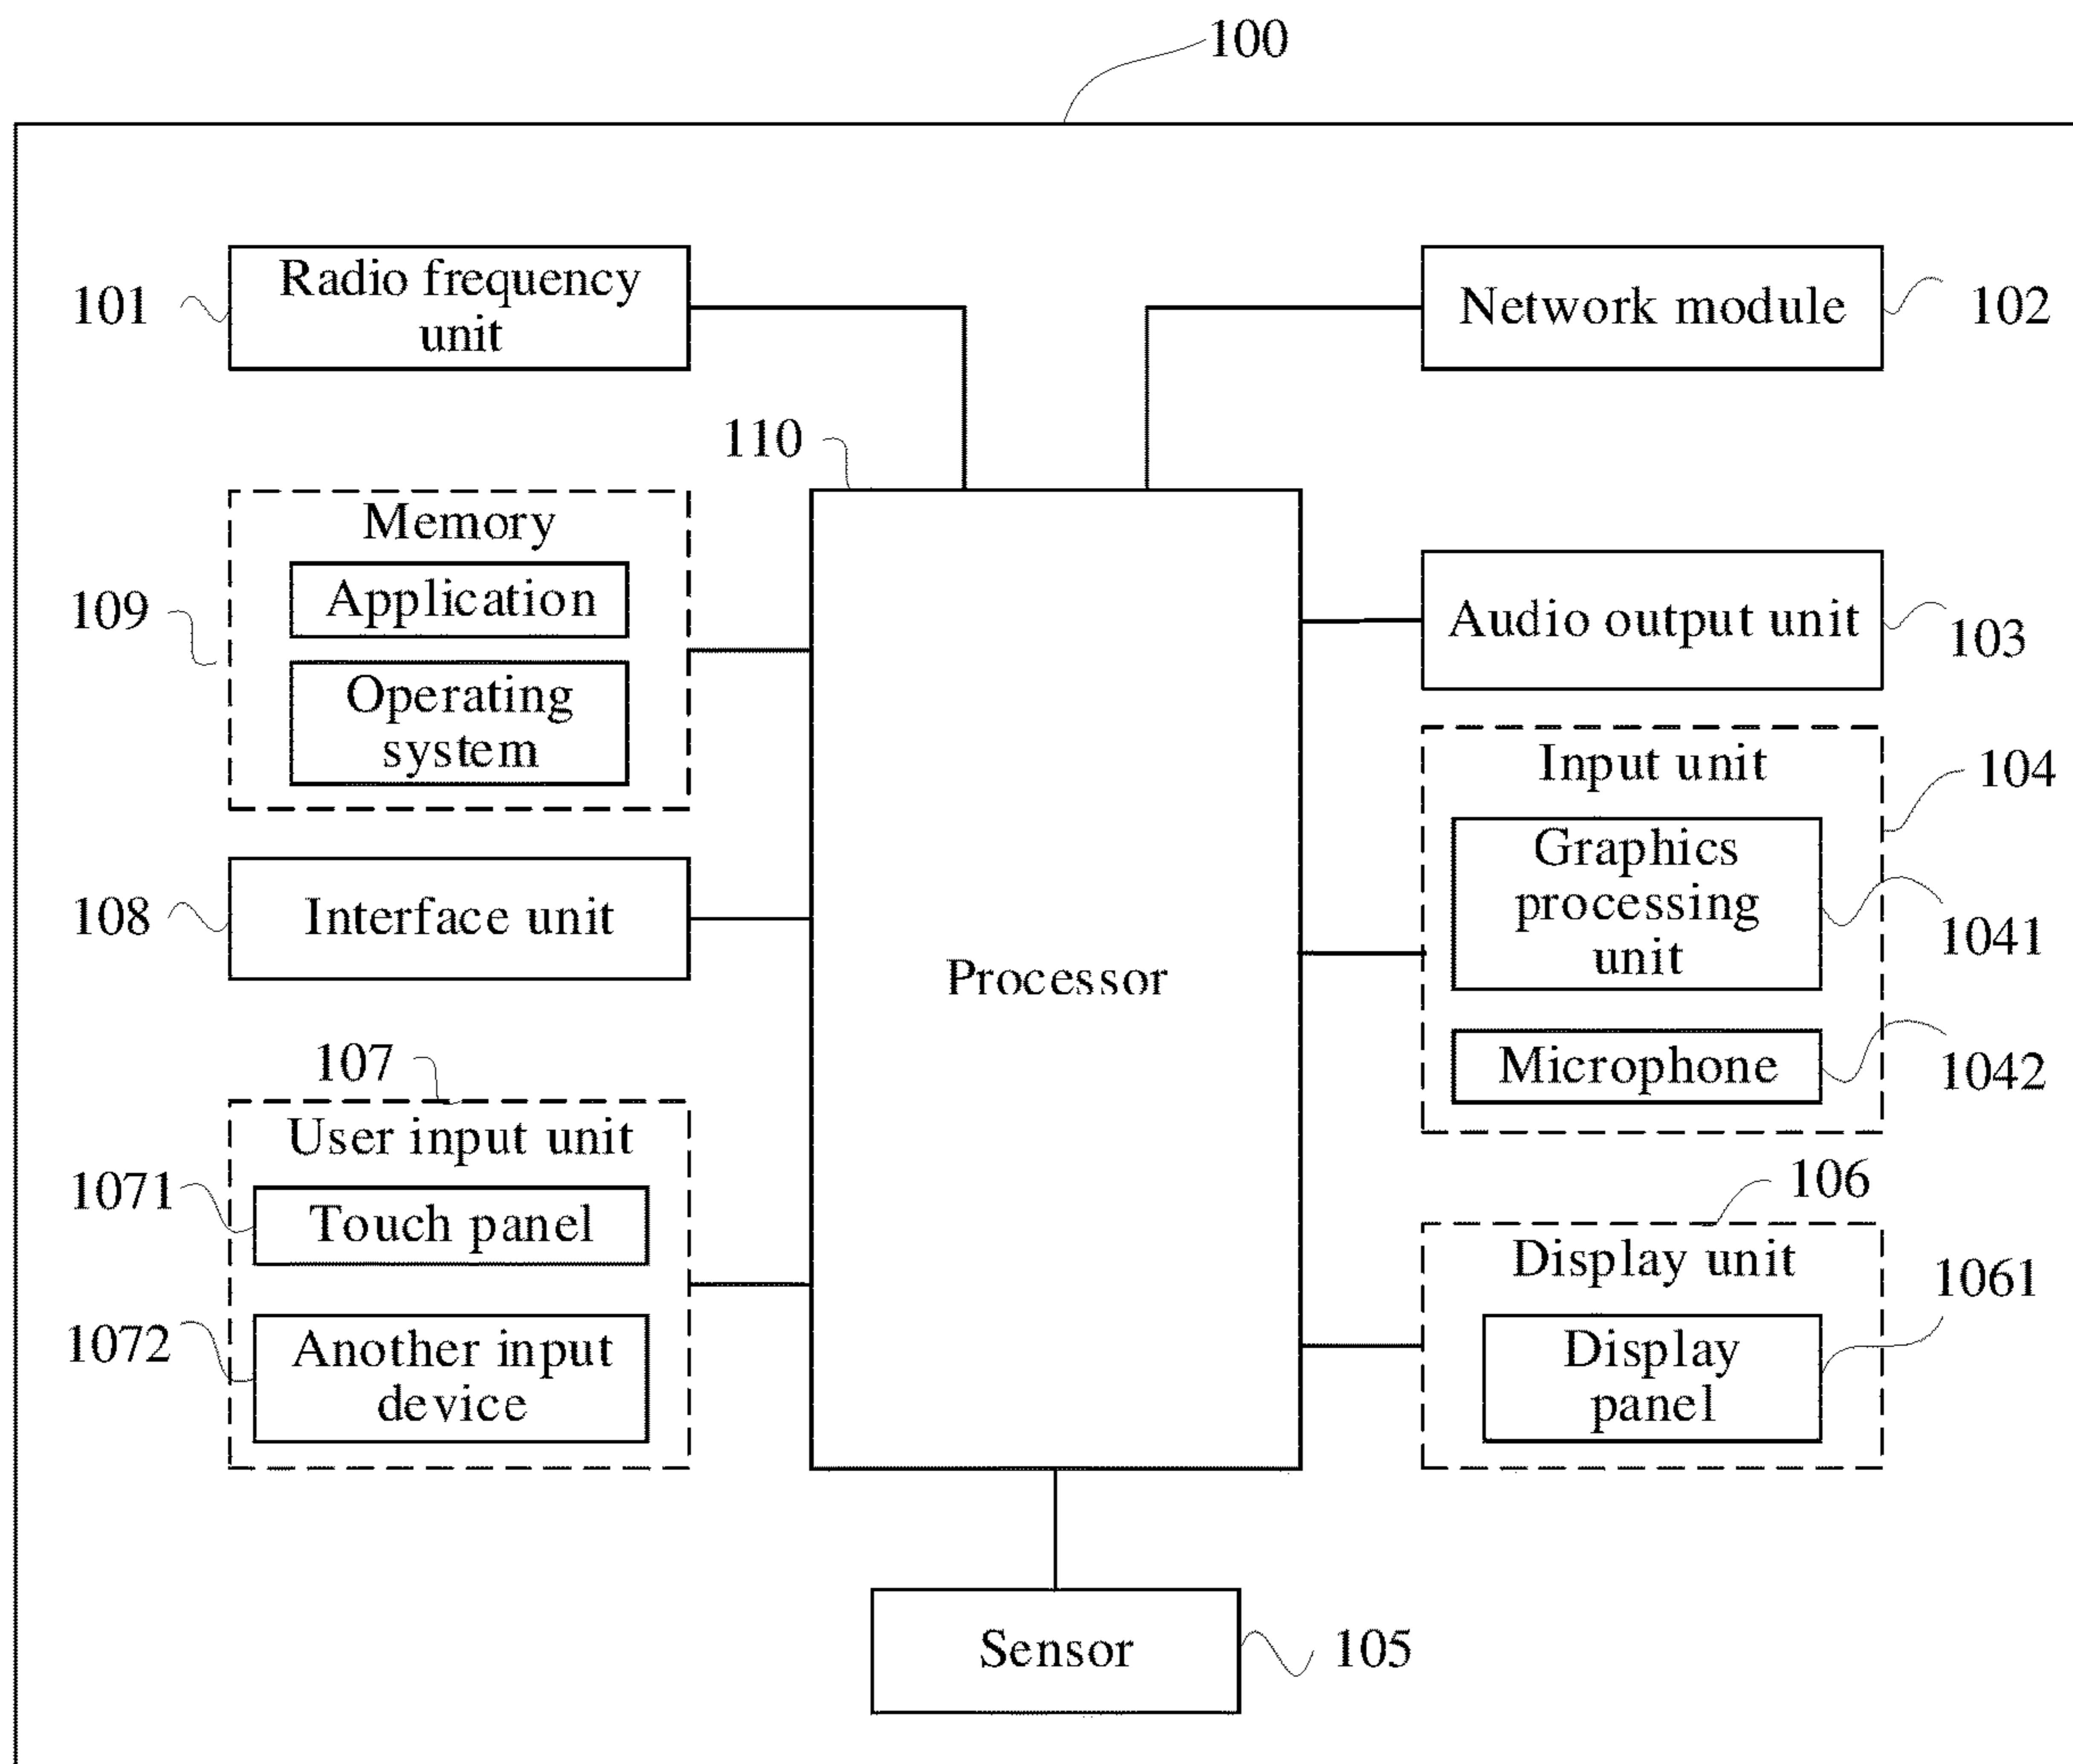 100
101
Radio frequency
unit
Network module
102
110
109
Memory
Application
Operating
system
Audio output unit
103
Input unit
104
Graphics
processing
unit
1041
Microphone
1042
108
Interface unit
Processor
107
User input unit
1071
Touch panel
1072
Another input
device
106
Display unit
1061
Display
panel
Sensor
105